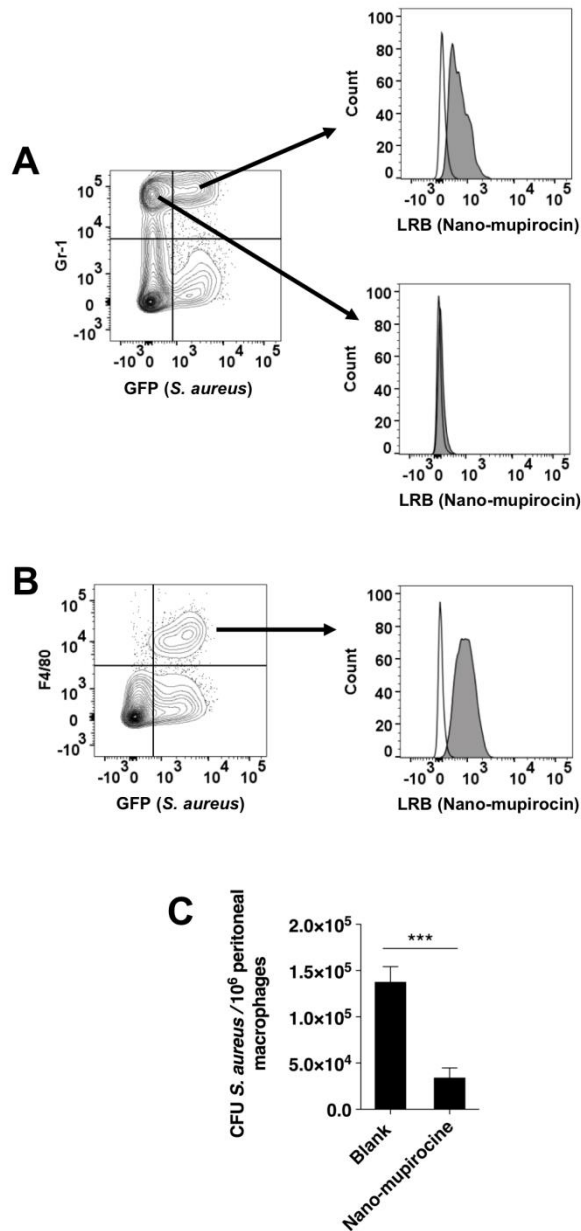 A
Gr-1
10⁵
10⁴
10³
0
-10³
-10³ 0 10³ 10⁴ 10⁵
GFP (S. aureus)
Count
100
80
60
40
20
0
-10³ 0 10³ 10⁴ 10⁵
LRB (Nano-mupirocin)
Count
100
80
60
40
20
0
-10³ 0 10³ 10⁴ 10⁵
LRB (Nano-mupirocin)
B
F4/80
10⁵
10⁴
10³
0
-10³
-10³ 0 10³ 10⁴ 10⁵
GFP (S. aureus)
Count
100
80
60
40
20
0
-10³ 0 10³ 10⁴ 10⁵
LRB (Nano-mupirocin)
C
CFU S. aureus /10⁶ peritoneal
macrophages
2.0×10⁵
1.5×10⁵
1.0×10⁵
5.0×10⁴
0.0
***
Blank
Nano-mupirocine